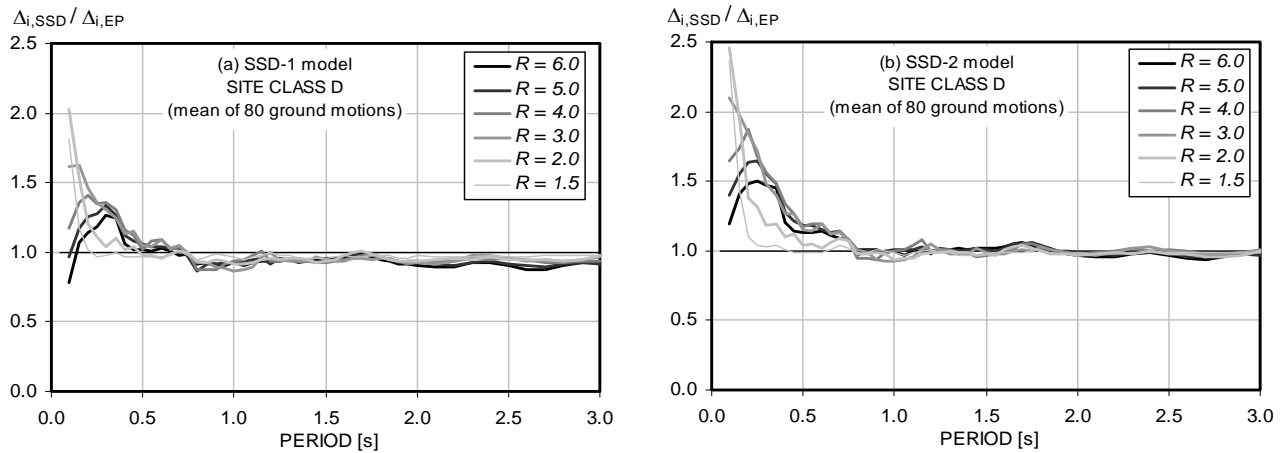 Δi,SSD / Δi,EP
2.5
2.0
1.5
1.0
0.5
0.0
(a) SSD-1 model
SITE CLASS D
(mean of 80 ground motions)
R = 6.0
R = 5.0
R = 4.0
R = 3.0
R = 2.0
R = 1.5
0.0 0.5 1.0 1.5 2.0 2.5 3.0
PERIOD [s]
Δi,SSD / Δi,EP
2.5
2.0
1.5
1.0
0.5
0.0
(b) SSD-2 model
SITE CLASS D
(mean of 80 ground motions)
R = 6.0
R = 5.0
R = 4.0
R = 3.0
R = 2.0
R = 1.5
0.0 0.5 1.0 1.5 2.0 2.5 3.0
PERIOD [s]